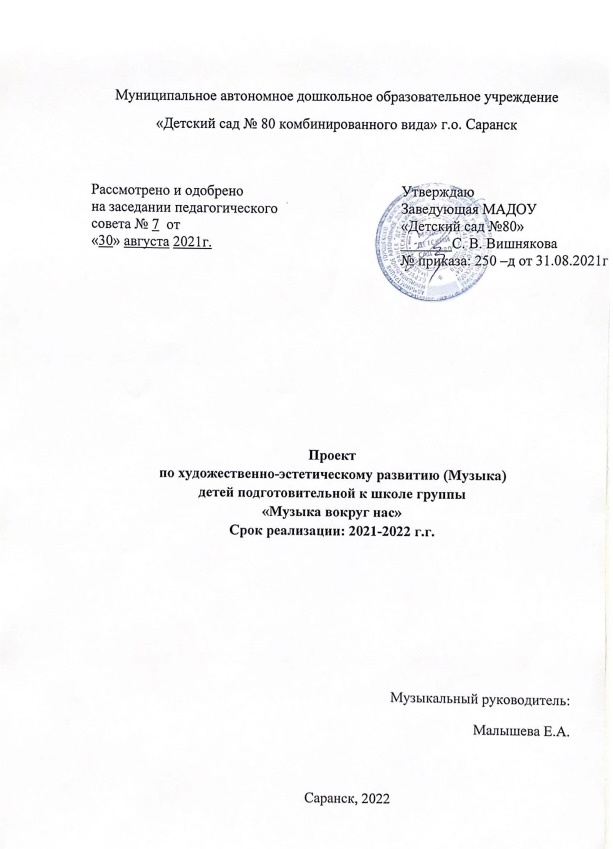 Муниципальное автономное дошкольное образовательное учреждение
«Детский сад № 80 комбинированного вида» г.о. Саранск
Рассмотрено и одобрено
на заседании педагогического
совета № 7 от
«30» августа 2021г.
Утверждаю
Заведующая МАДОУ
«Детский сад №80»
С. В. Вишнякова
№ приказа: 250 –д от 31.08.2021г
Проект
по художественно-эстетическому развитию (Музыка)
детей подготовительной к школе группы
«Музыка вокруг нас»
Срок реализации: 2021-2022 г.г.
Музыкальный руководитель:
Малышева Е.А.
Саранск, 2022